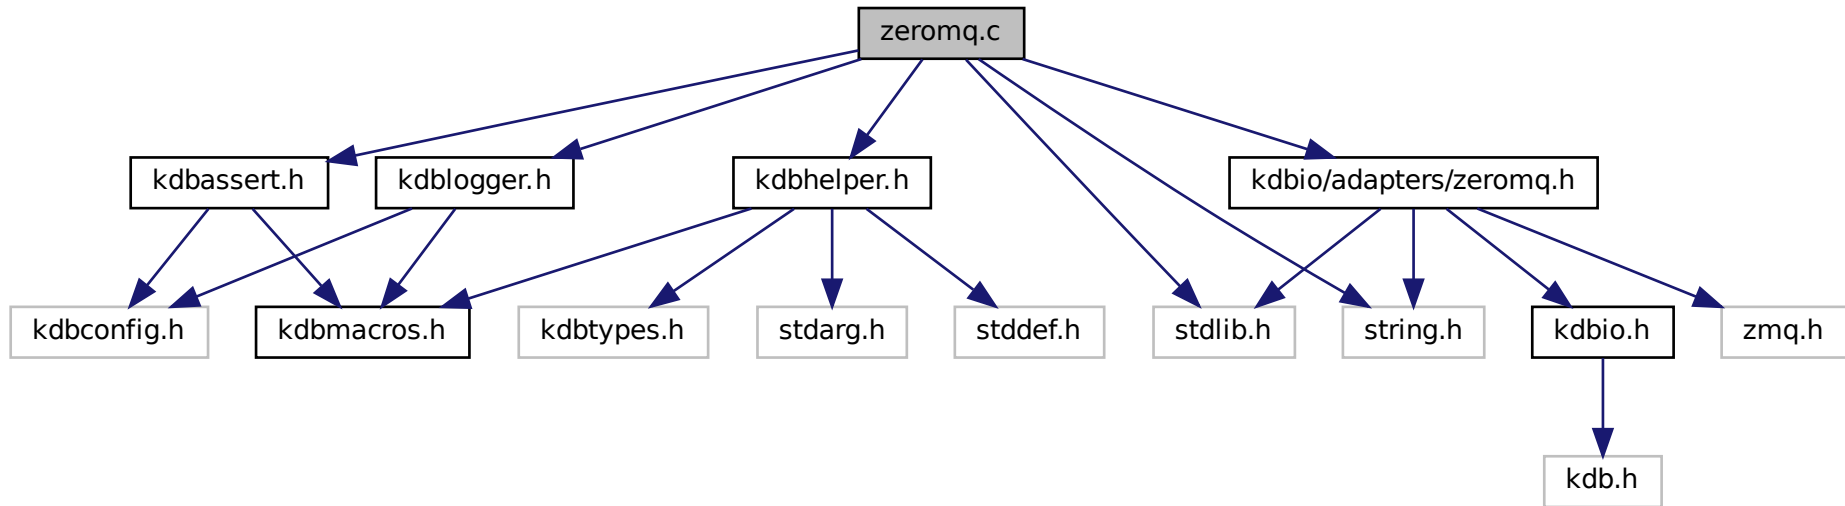 zeromq.c
kdbassert.h
kdblogger.h
kdbhelper.h
kdbio/adapters/zeromq.h
kdbconfig.h
kdbmacros.h
kdbtypes.h
stdarg.h
stddef.h
stdlib.h
string.h
kdbio.h
zmq.h
kdb.h